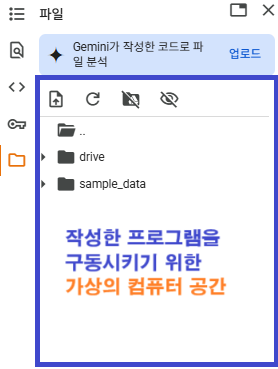 파일
Gemini가 작성한 코드로 파
일 분석
업로드
..
drive
sample_data
작성한 프로그램을
구동시키기 위한
가상의 컴퓨터 공간